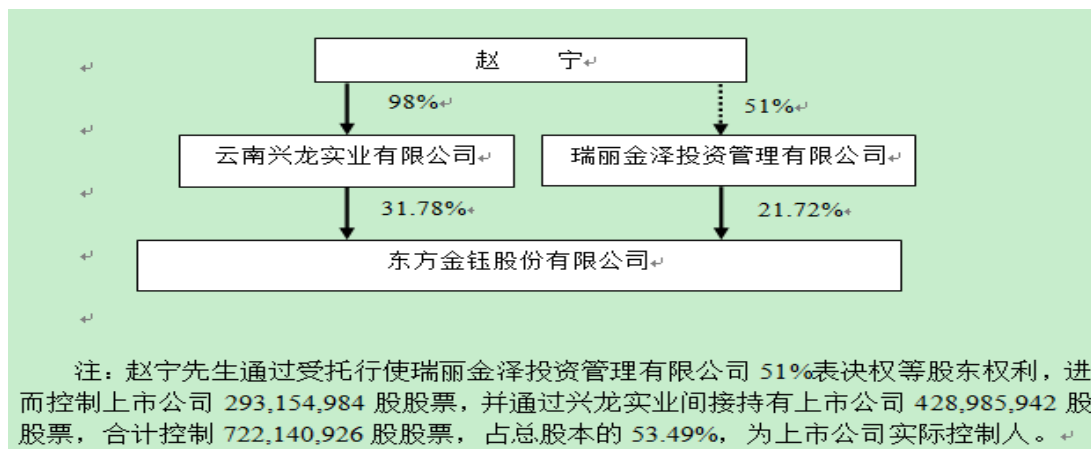 赵 宁
98%
51%
云南兴龙实业有限公司
瑞丽金泽投资管理有限公司
31.78%
21.72%
东方金钰股份有限公司
注：赵宁先生通过受托行使瑞丽金泽投资管理有限公司 51%表决权等股东权利，进
而控制上市公司 293,154,984 股股票，并通过兴龙实业间接持有上市公司 428,985,942 股
股票，合计控制 722,140,926 股股票，占总股本的 53.49%，为上市公司实际控制人。